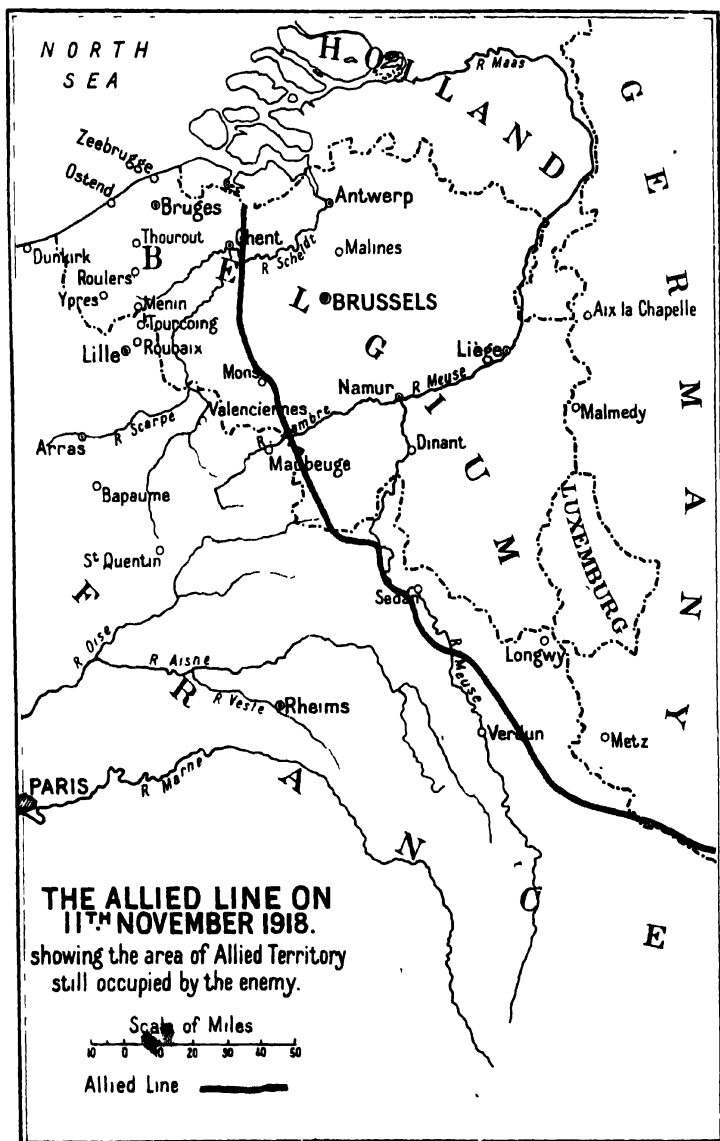 NORTH
SEA
HOLLAND
R Maas
GERMANY
Zeebrugge
Ostend
Bruges
Antwerp
Dunkirk
Thourout
Ghent
R Scheldt
Malines
BELGIUM
Roulers
Ypres
Menin
BRUSSELS
Aix la Chapelle
Tourcoing
Lille
Roubaix
Liège
Mons
Namur
R Meuse
Malmedy
Valenciennes
R Scarpe
R Sambre
Arras
Maubeuge
Dinant
Bapaume
LUXEMBURG
St Quentin
Sedan
FRANCE
R Oise
R Aisne
R Meuse
Longwy
R Vesle
Rheims
Verdun
Metz
PARIS
R Marne
THE ALLIED LINE ON
11TH NOVEMBER 1918.
showing the area of Allied Territory
still occupied by the enemy.
Scale of Miles
10 0 10 20 30 40 50
Allied Line